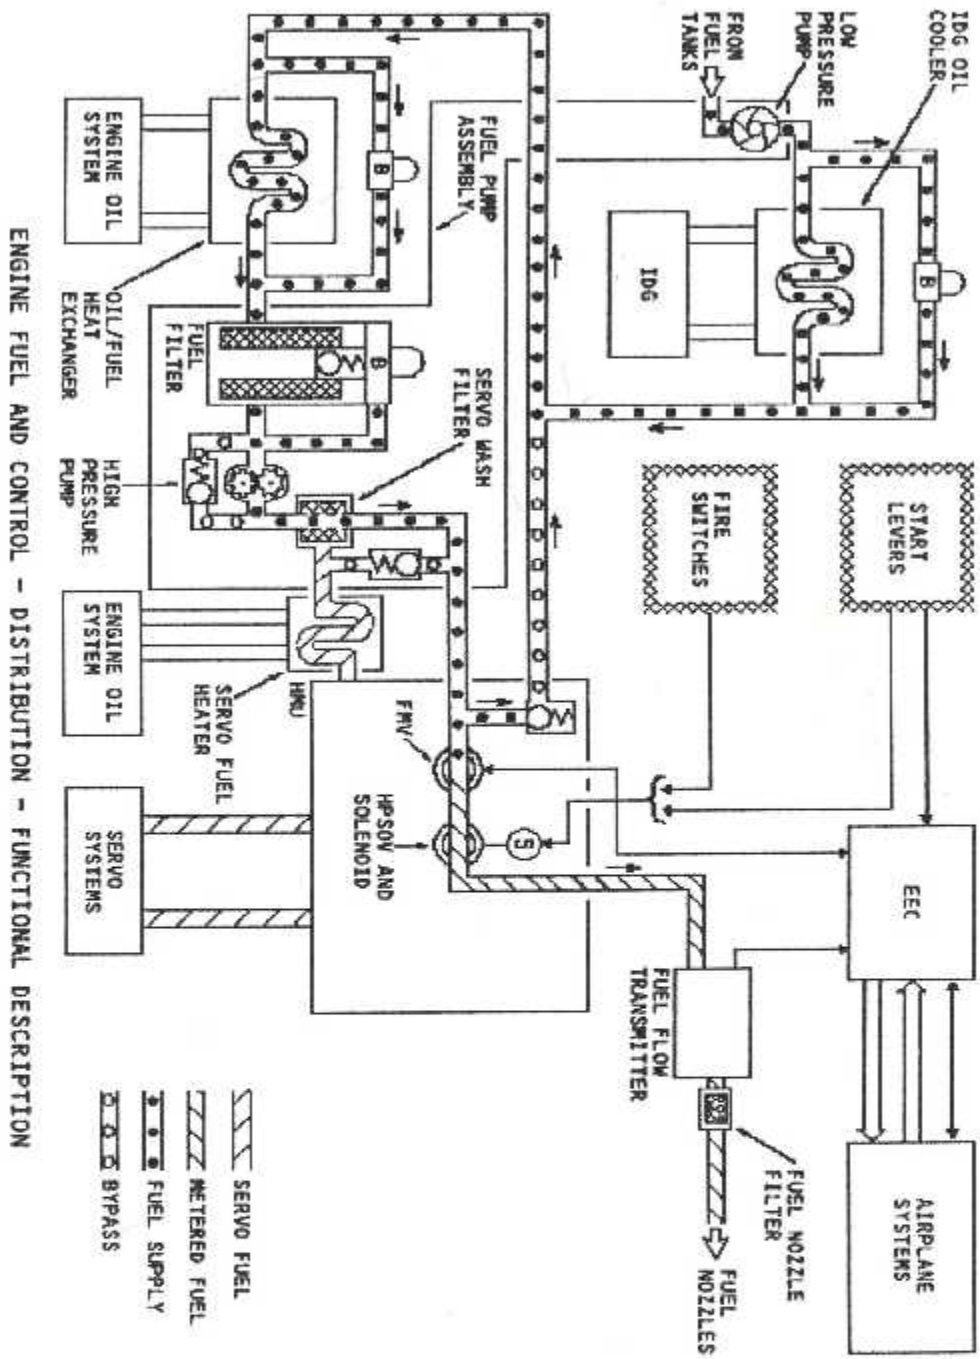 IDG OIL
COOLER
LOW
PRESSURE
PUMP
FROM
FUEL
TANKS
B
IDG
START
LEVERS
FIRE
SWITCHES
EEC
AIRPLANE
SYSTEMS
FUEL PUMP
ASSEMBLY
SERVO WASH
FILTER
B
ENGINE OIL
SYSTEM
OIL/FUEL
HEAT
EXCHANGER
FUEL
FILTER
B
HIGH
PRESSURE
PUMP
ENGINE OIL
SYSTEM
SERVO FUEL
HEATER
HMU
FMV
HPSOV AND
SOLENOID
S
SERVO
SYSTEMS
FUEL FLOW
TRANSMITTER
FUEL NOZZLE
FILTER
FUEL
NOZZLES
SERVO FUEL
METERED FUEL
FUEL SUPPLY
BYPASS
ENGINE FUEL AND CONTROL - DISTRIBUTION - FUNCTIONAL DESCRIPTION